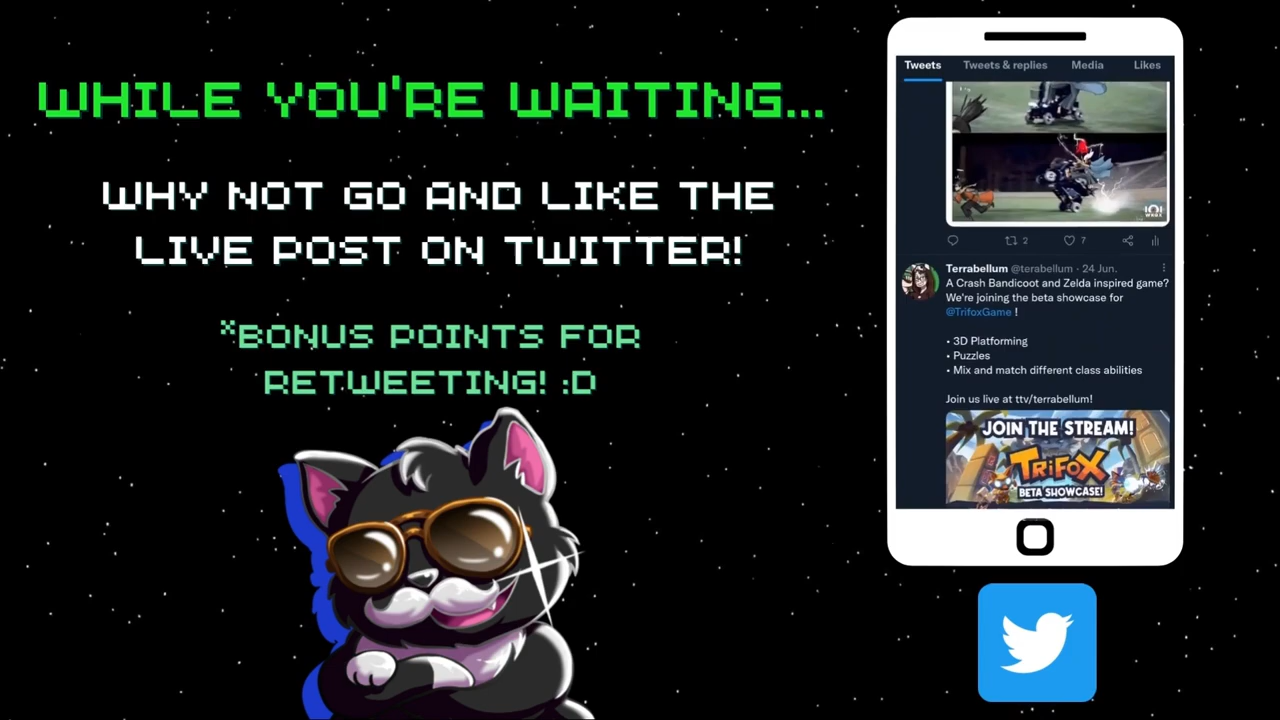 WHILE YOU'RE WAITING...
WHY NOT GO AND LIKE THE
LIVE POST ON TWITTER!
*BONUS POINTS FOR
RETWEETING! :D
Tweets Tweets & replies Media Likes
2 7
Terrabellum @terabellum · 24 Jun.
A Crash Bandicoot and Zelda inspired game?
We're joining the beta showcase for
@TrifoxGame !
• 3D Platforming
• Puzzles
• Mix and match different class abilities
Join us live at ttv/terrabellum!
JOIN THE STREAM!
TRIFOX
BETA SHOWCASE!